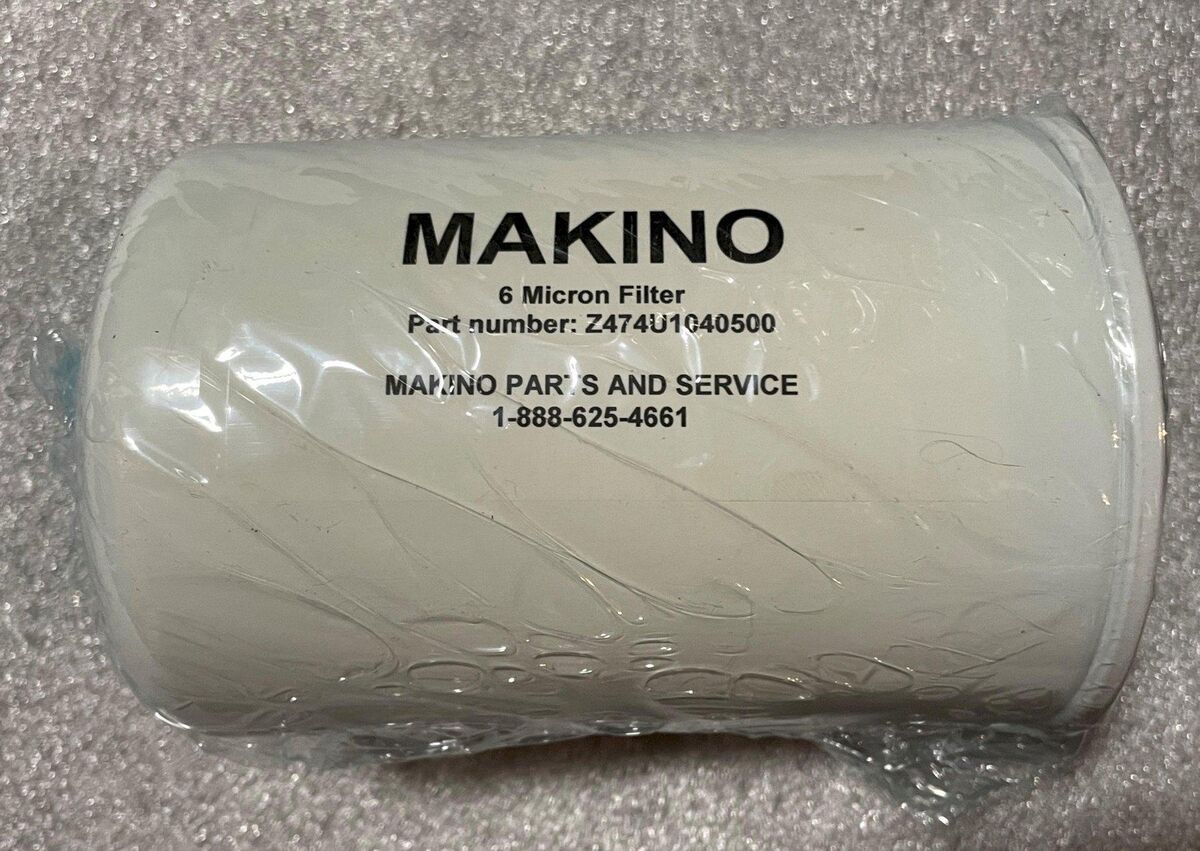 MAKINO
6 Micron Filter
Part number: Z474U1040500
MAKINO PARTS AND SERVICE
1-888-625-4661